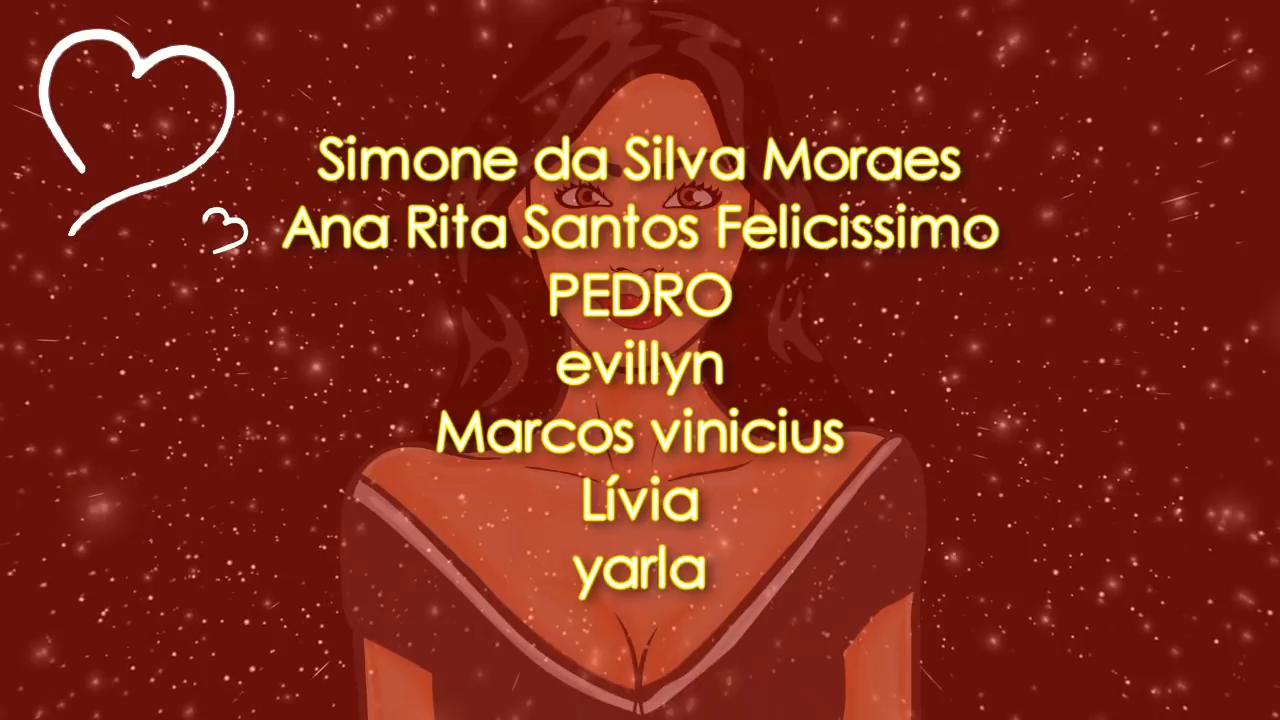 Simone da Silva Moraes
Ana Rita Santos Felicissimo
PEDRO
evillyn
Marcos vinicius
Lívia
yarla